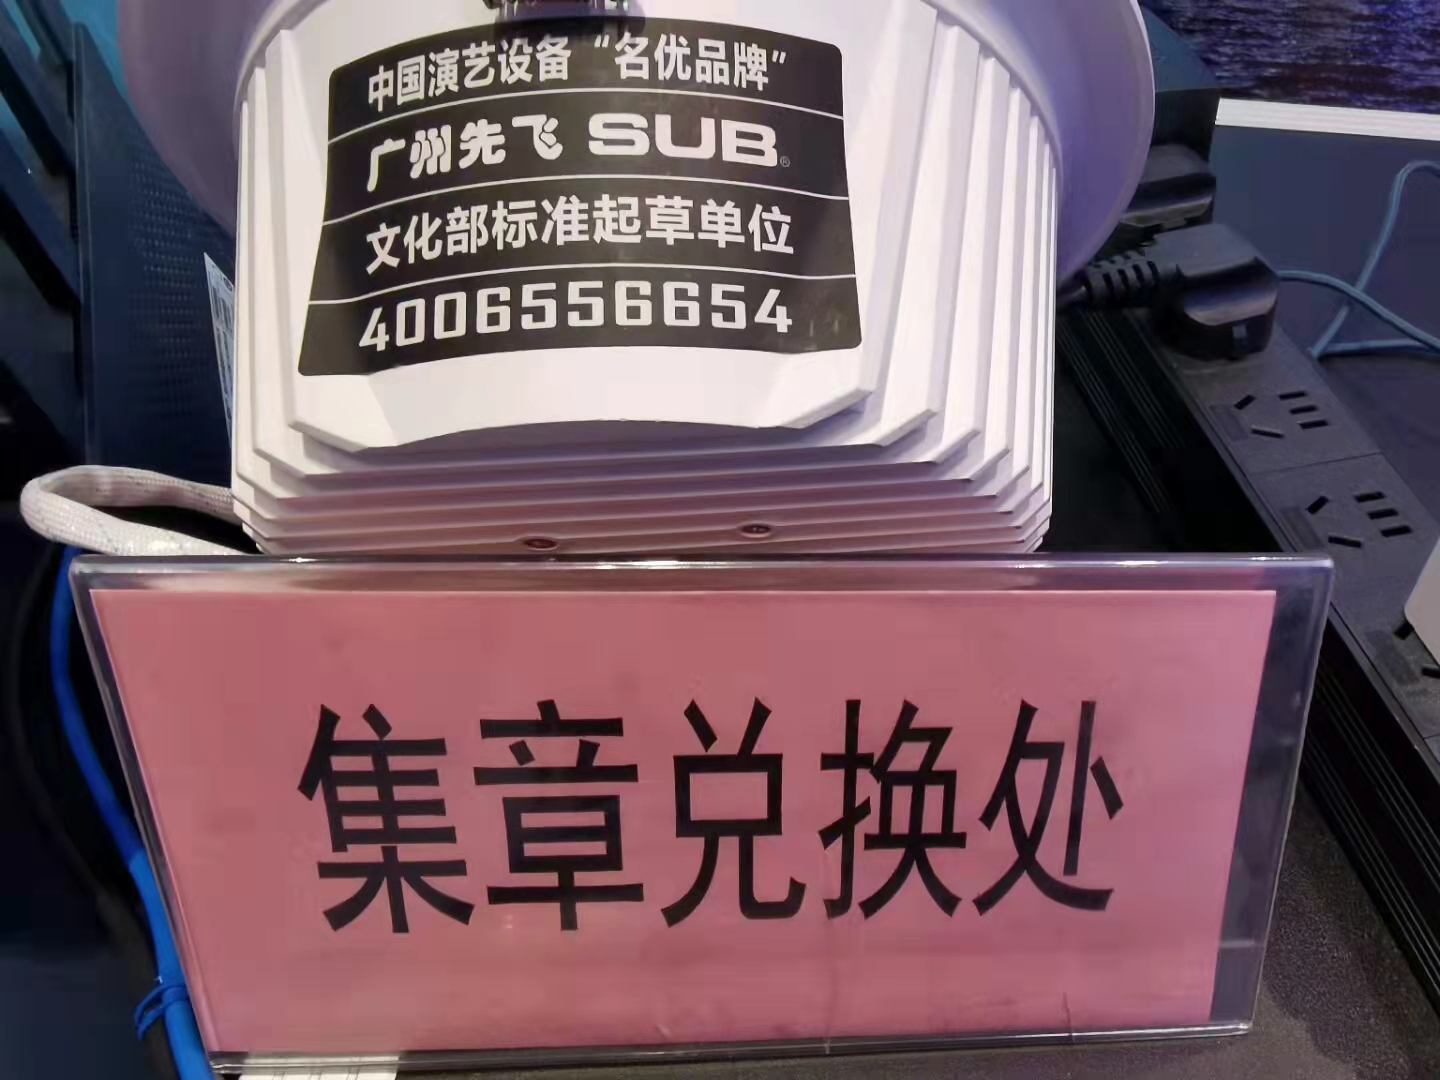 中国演艺设备“名优品牌”
广州先飞 SUB®
文化部标准起草单位
4006556654
集章兑换处